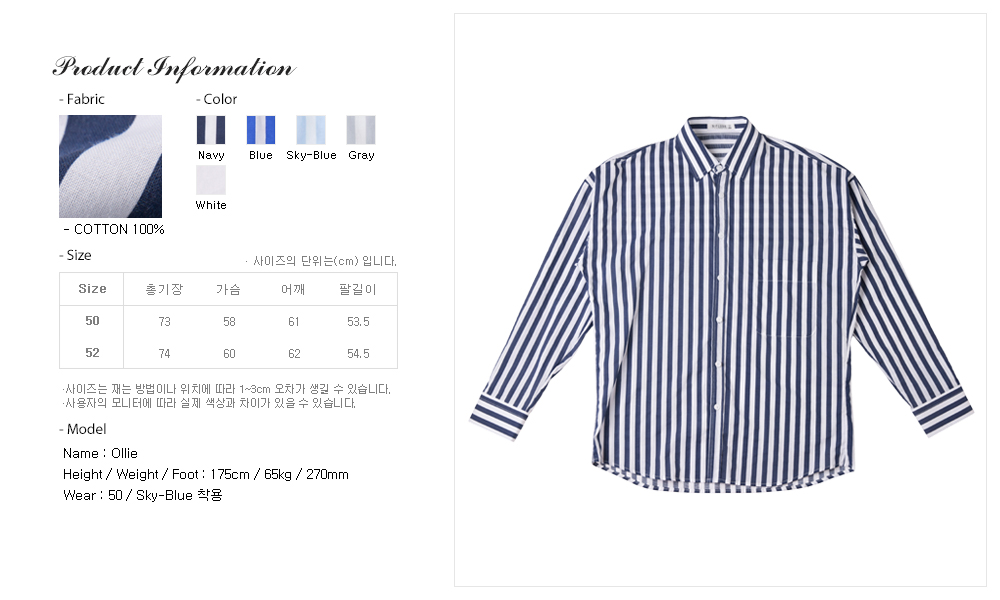 Product Information
- Fabric
- Color
Navy Blue Sky-Blue Gray
White
- COTTON 100%
- Size
· 사이즈의 단위는(cm) 입니다.
Size 총기장 가슴 어깨 팔길이
50 73 58 61 53.5
52 74 60 62 54.5
·사이즈는 재는 방법이나 위치에 따라 1~3cm 오차가 생길 수 있습니다.
·사용자의 모니터에 따라 실제 색상과 차이가 있을 수 있습니다.
- Model
Name : Ollie
Height / Weight / Foot : 175cm / 65kg / 270mm
Wear : 50 / Sky-Blue 착용